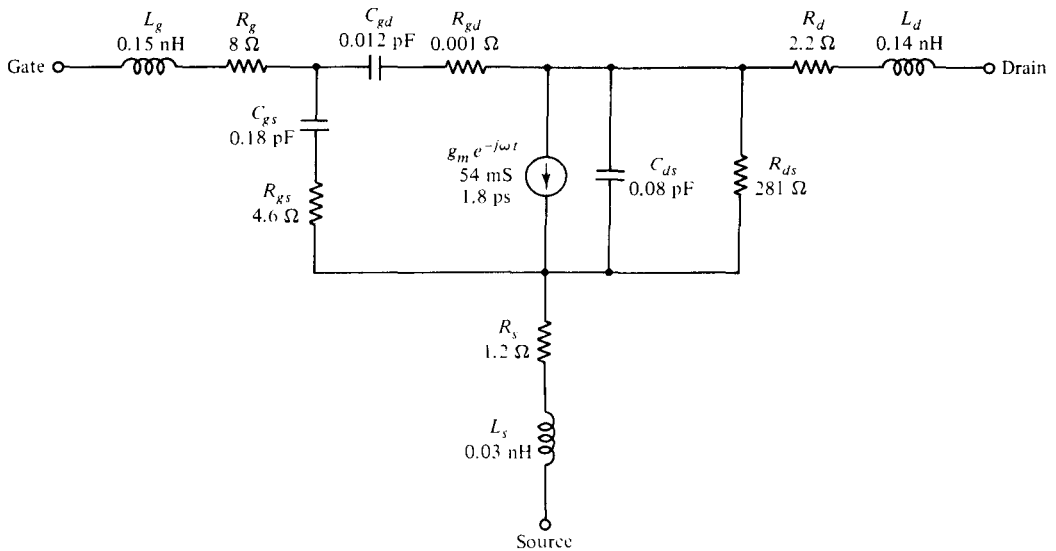 L_g
0.15 nH
R_g
8 Ω
C_gd
0.012 pF
R_gd
0.001 Ω
R_d
2.2 Ω
L_d
0.14 nH
Gate
Drain
C_gs
0.18 pF
R_gs
4.6 Ω
g_m e^{-jωt}
54 mS
1.8 ps
C_ds
0.08 pF
R_ds
281 Ω
R_s
1.2 Ω
L_s
0.03 nH
Source